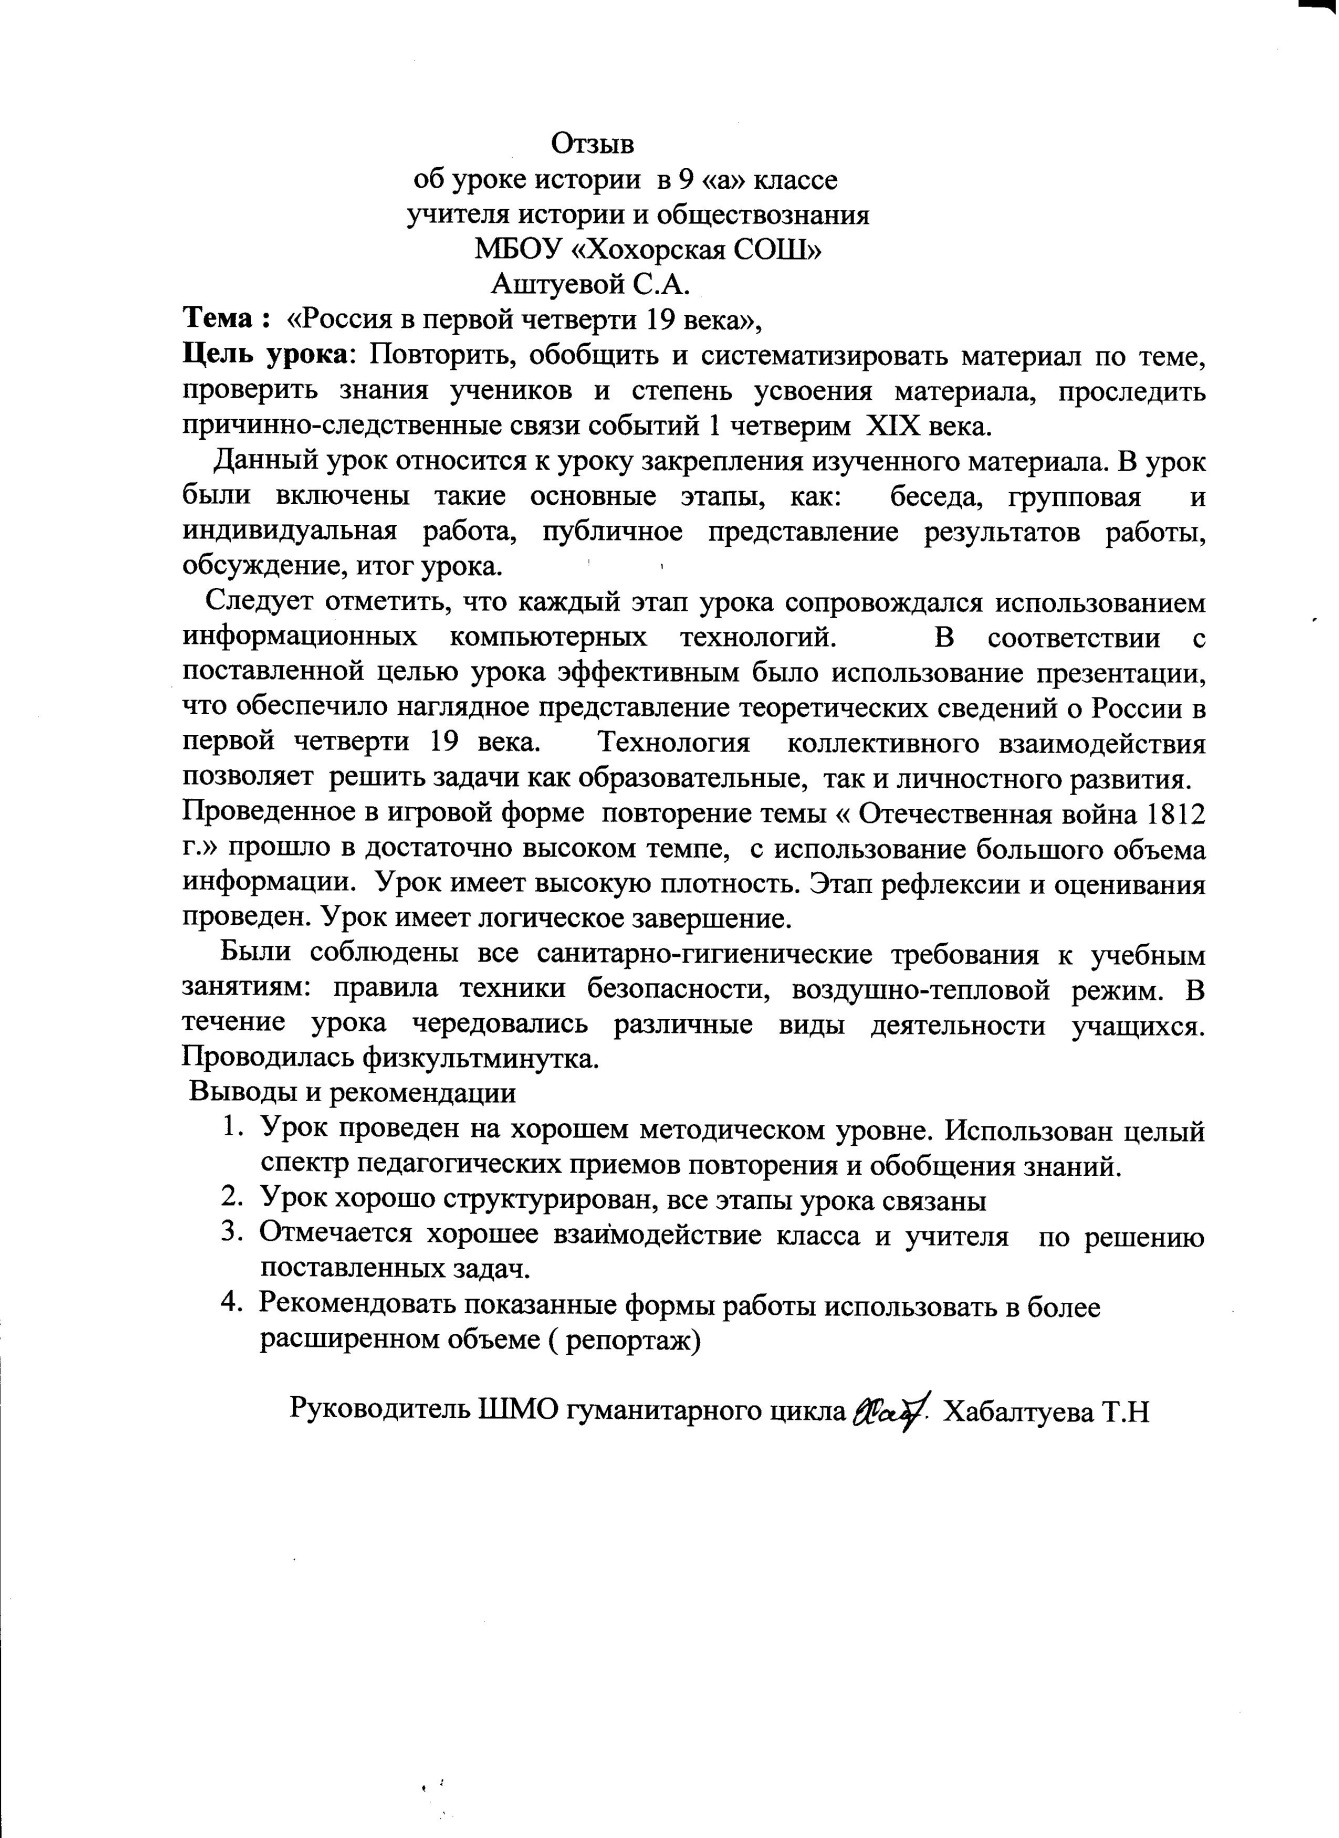 Отзыв
об уроке истории в 9 «а» классе
учителя истории и обществознания
МБОУ «Хохорская СОШ»
Аштуевой С.А.
Тема : «Россия в первой четверти 19 века»,
Цель урока: Повторить, обобщить и систематизировать материал по теме,
проверить знания учеников и степень усвоения материала, проследить
причинно-следственные связи событий 1 четверим XIX века.
Данный урок относится к уроку закрепления изученного материала. В урок
были включены такие основные этапы, как: беседа, групповая и
индивидуальная работа, публичное представление результатов работы,
обсуждение, итог урока.
Следует отметить, что каждый этап урока сопровождался использованием
информационных компьютерных технологий. В соответствии с
поставленной целью урока эффективным было использование презентации,
что обеспечило наглядное представление теоретических сведений о России в
первой четверти 19 века. Технология коллективного взаимодействия
позволяет решить задачи как образовательные, так и личностного развития.
Проведенное в игровой форме повторение темы « Отечественная война 1812
г.» прошло в достаточно высоком темпе, с использование большого объема
информации. Урок имеет высокую плотность. Этап рефлексии и оценивания
проведен. Урок имеет логическое завершение.
Были соблюдены все санитарно-гигиенические требования к учебным
занятиям: правила техники безопасности, воздушно-тепловой режим. В
течение урока чередовались различные виды деятельности учащихся.
Проводилась физкультминутка.
Выводы и рекомендации
1. Урок проведен на хорошем методическом уровне. Использован целый
спектр педагогических приемов повторения и обобщения знаний.
2. Урок хорошо структурирован, все этапы урока связаны
3. Отмечается хорошее взаимодействие класса и учителя по решению
поставленных задач.
4. Рекомендовать показанные формы работы использовать в более
расширенном объеме ( репортаж)
Руководитель ШМО гуманитарного цикла Хабалтуева Т.Н